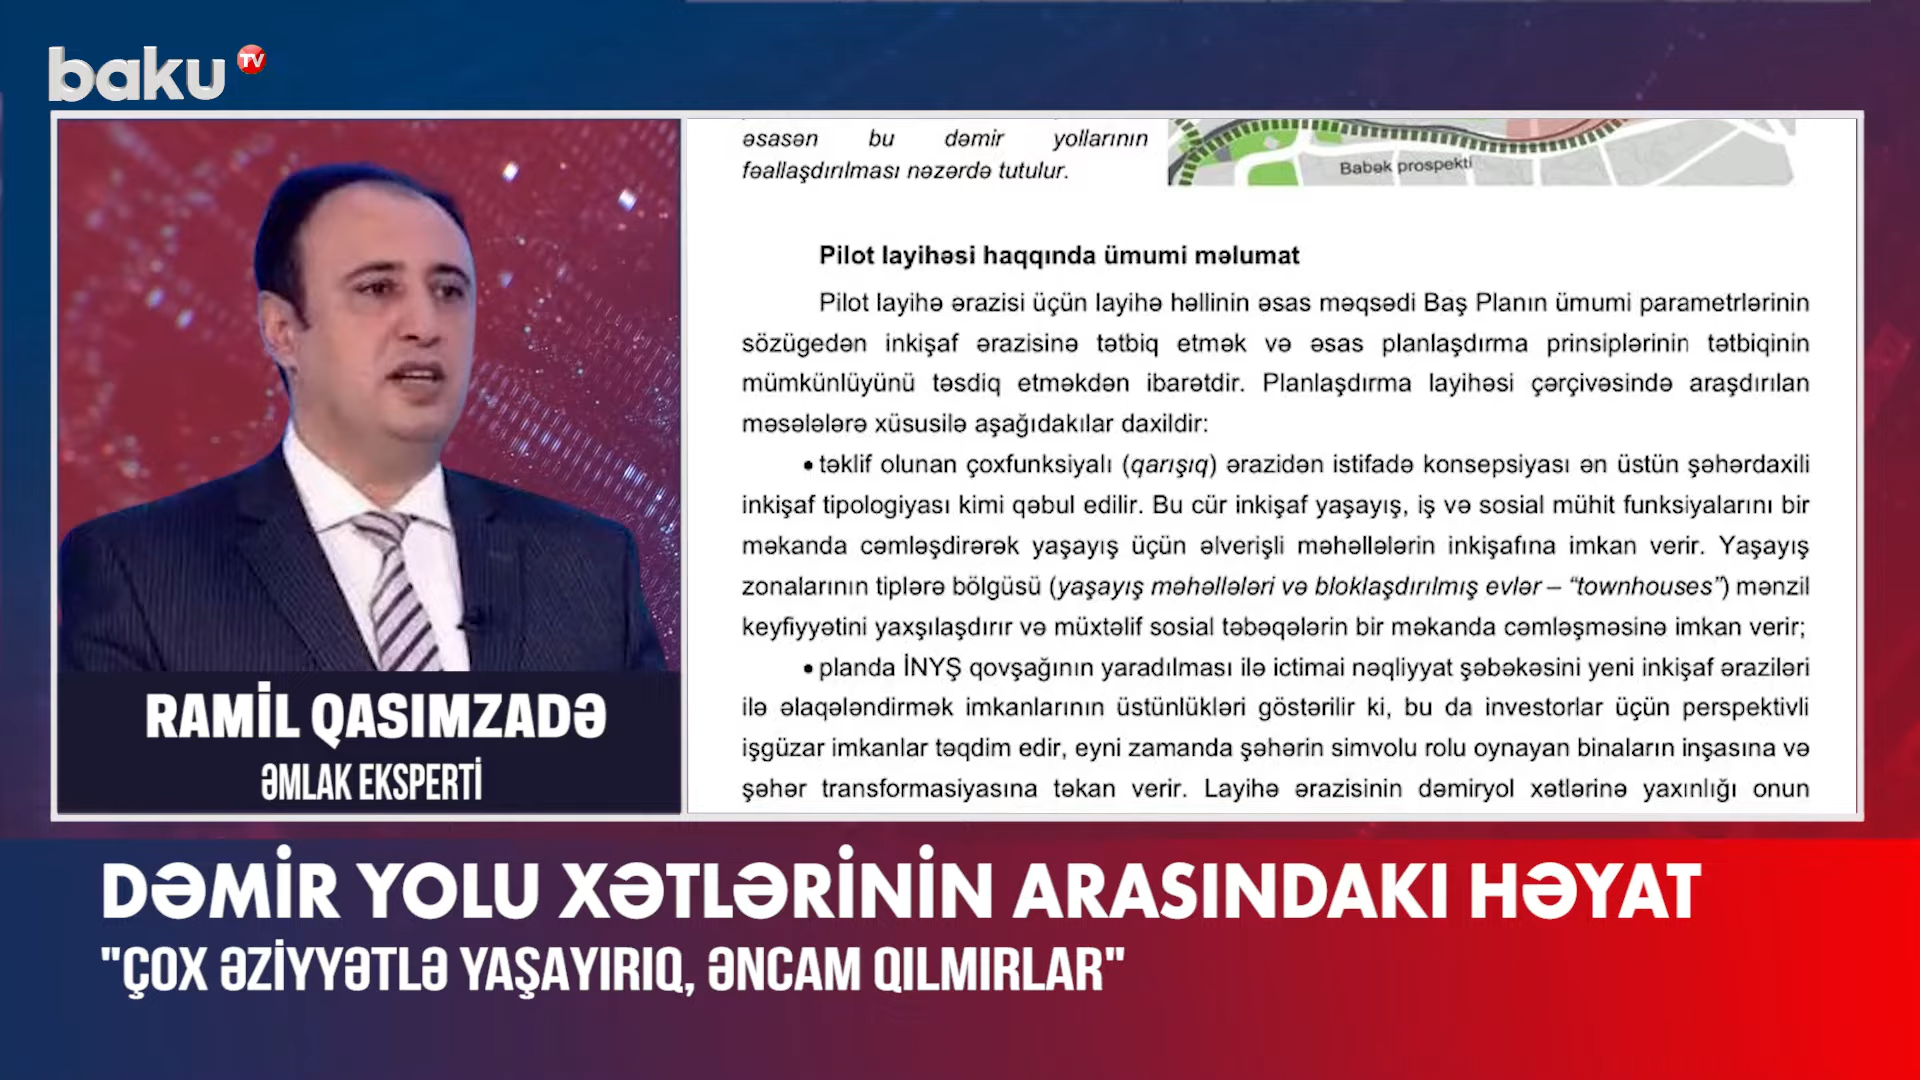 baku TV
əsasən bu dəmir yollarının
fəallaşdırılması nəzərdə tutulur.
Babək prospekti
Pilot layihəsi haqqında ümumi məlumat
Pilot layihə ərazisi üçün layihə həllinin əsas məqsədi Baş Planın ümumi parametrlərinin
sözügedən inkişaf ərazisinə tətbiq etmək və əsas planlaşdırma prinsiplərinin tətbiqinin
mümkünlüyünü təsdiq etməkdən ibarətdir. Planlaşdırma layihəsi çərçivəsində araşdırılan
məsələlərə xüsusilə aşağıdakılar daxildir:
• təklif olunan çoxfunksiyalı (qarışıq) ərazidən istifadə konsepsiyası ən üstün şəhərdaxili
inkişaf tipologiyası kimi qəbul edilir. Bu cür inkişaf yaşayış, iş və sosial mühit funksiyalarını bir
məkanda cəmləşdirərək yaşayış üçün əlverişli məhəllələrin inkişafına imkan verir. Yaşayış
zonalarının tiplərə bölgüsü (yaşayış məhəllələri və bloklaşdırılmış evlər – “townhouses”) mənzil
keyfiyyətini yaxşılaşdırır və müxtəlif sosial təbəqələrin bir məkanda cəmləşməsinə imkan verir;
• planda İNYŞ qovşağının yaradılması ilə ictimai nəqliyyat şəbəkəsini yeni inkişaf əraziləri
ilə əlaqələndirmək imkanlarının üstünlükləri göstərilir ki, bu da investorlar üçün perspektivli
işgüzar imkanlar təqdim edir, eyni zamanda şəhərin simvolu rolu oynayan binaların inşasına və
şəhər transformasiyasına təkan verir. Layihə ərazisinin dəmiryol xətlərinə yaxınlığı onun
RAMİL QASIMZADƏ
ƏMLAK EKSPERTİ
DƏMİR YOLU XƏTLƏRİNİN ARASINDAKI HƏYAT
"ÇOX ƏZİYYƏTLƏ YAŞAYIRIQ, ƏNCAM QILMIRLAR"